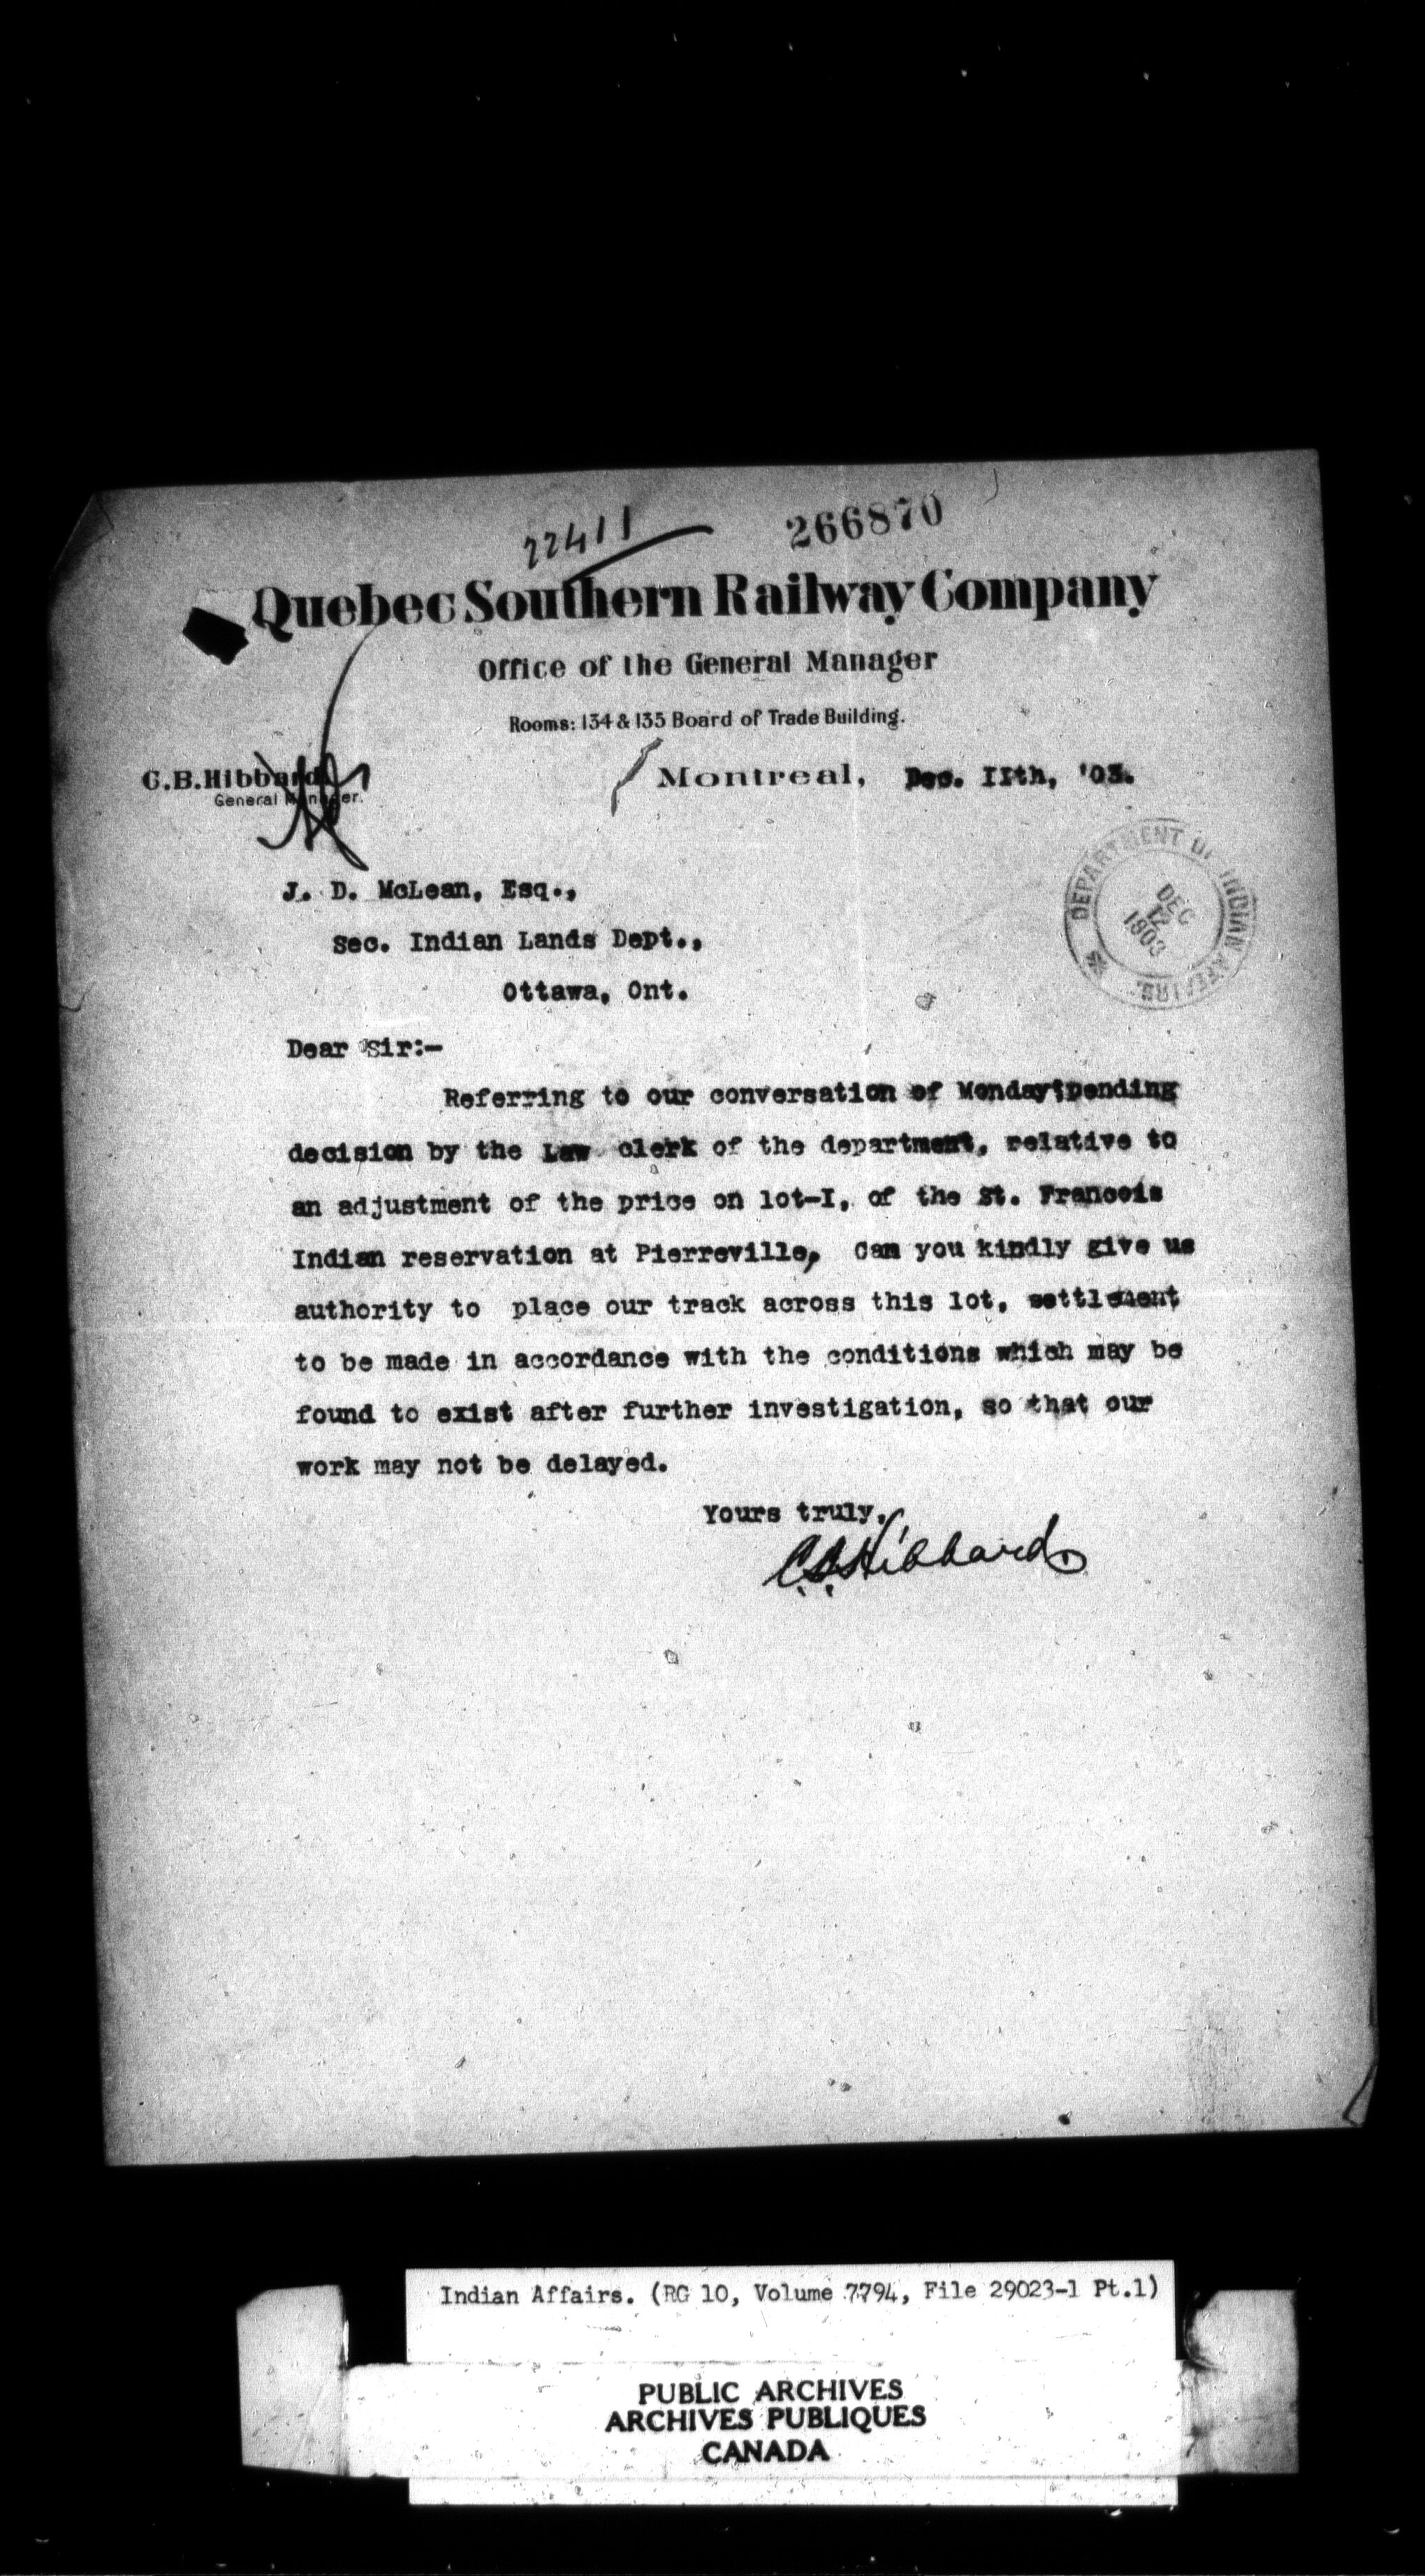 22411
266870
Quebec Southern Railway Company
Office of the General Manager
Rooms: 134 & 135 Board of Trade Building.
C.B.Hibbard,
General Manager.
Montreal, Dec. IIth, '03.
DEPARTMENT OF INDIAN AFFAIRS.
DEC
12
1903
J. D. McLean, Esq.,
Sec. Indian Lands Dept.,
Ottawa, Ont.
Dear Sir:-
Referring to our conversation of Monday;pending
decision by the Law clerk of the department, relative to
an adjustment of the price on lot-I, of the St. Francois
Indian reservation at Pierreville, Can you kindly give us
authority to place our track across this lot, settlement
to be made in accordance with the conditions which may be
found to exist after further investigation, so that our
work may not be delayed.
Yours truly,
C.B.Hibbard
Indian Affairs. (RG 10, Volume 7794, File 29023-1 Pt.1)
PUBLIC ARCHIVES
ARCHIVES PUBLIQUES
CANADA